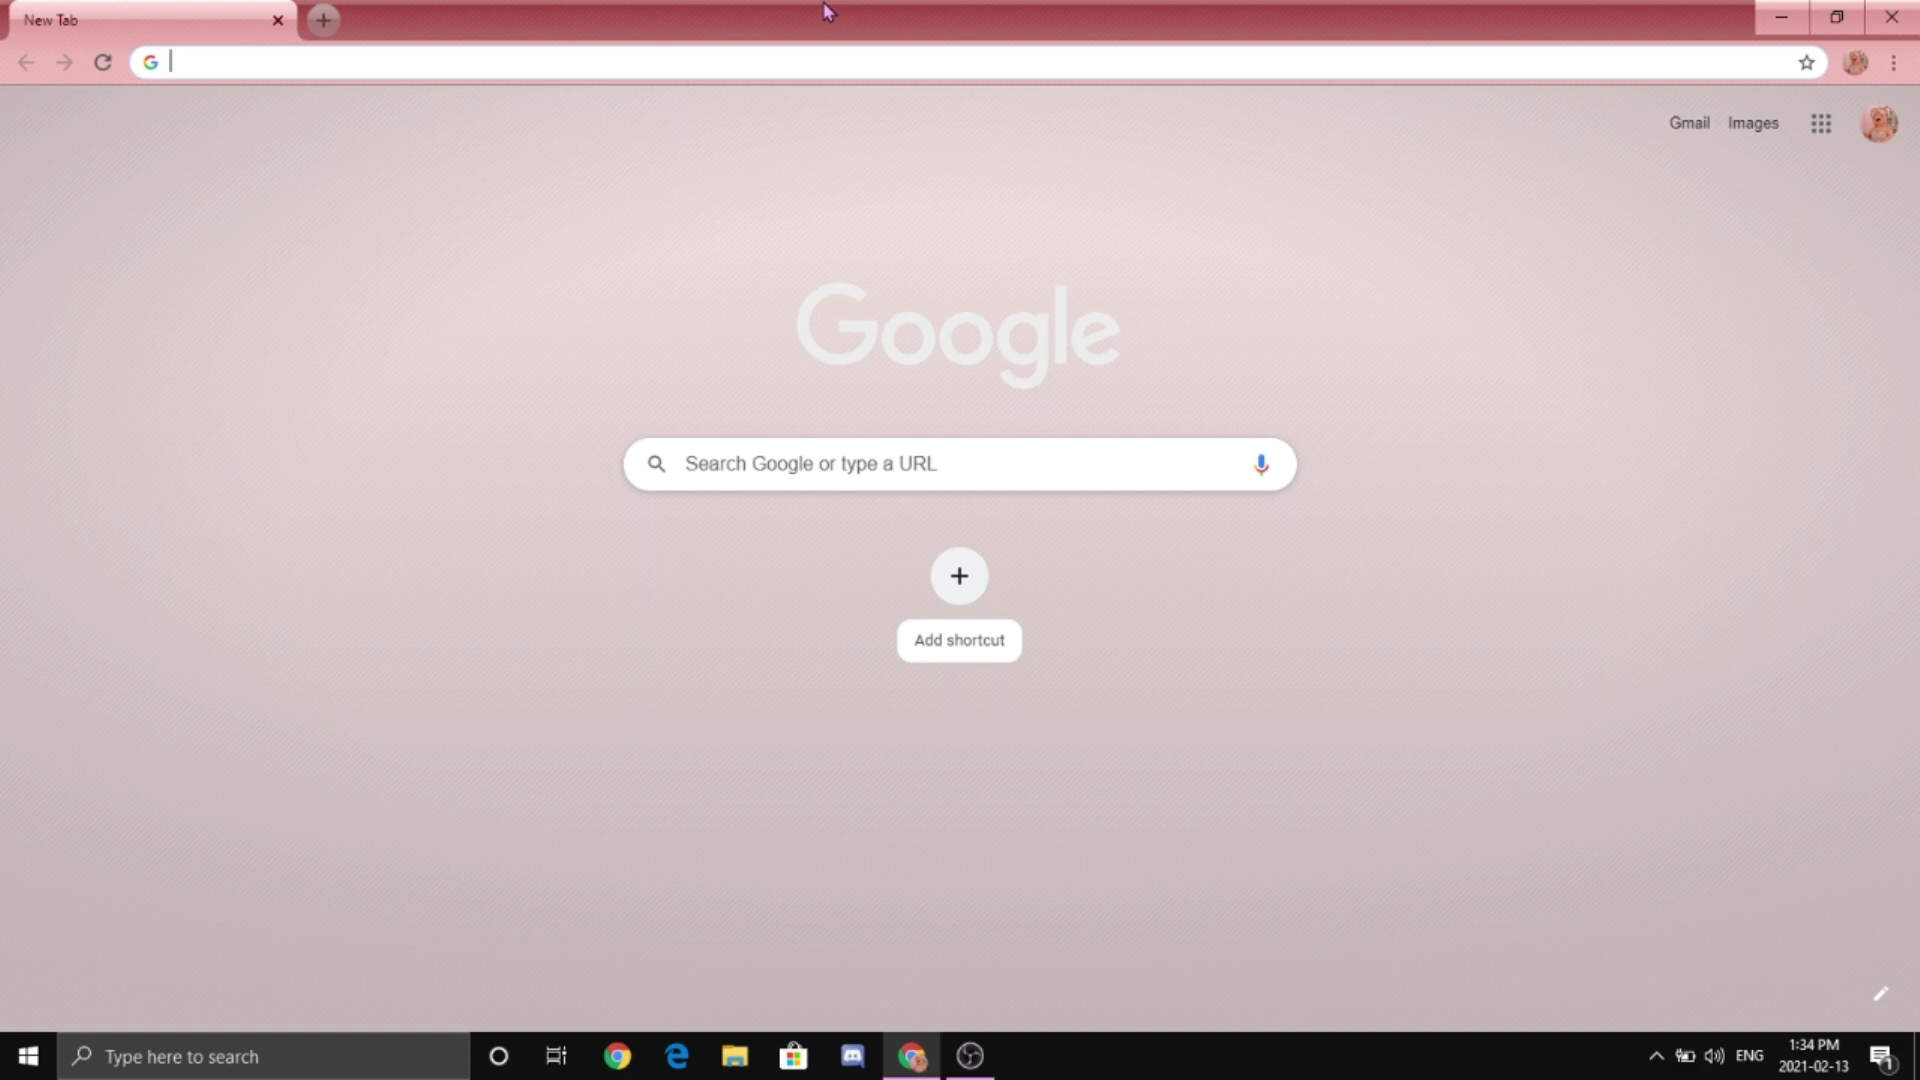 New Tab
Gmail Images
Google
Search Google or type a URL
Add shortcut
Type here to search
ENG
1:34 PM
2021-02-13
1